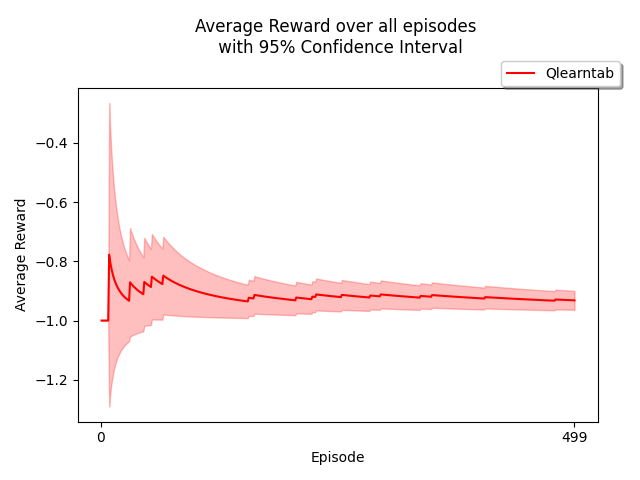 Average Reward over all episodes
with 95% Confidence Interval
Qlearntab
−0.4
−0.6
−0.8
−1.0
−1.2
Average Reward
0
499
Episode